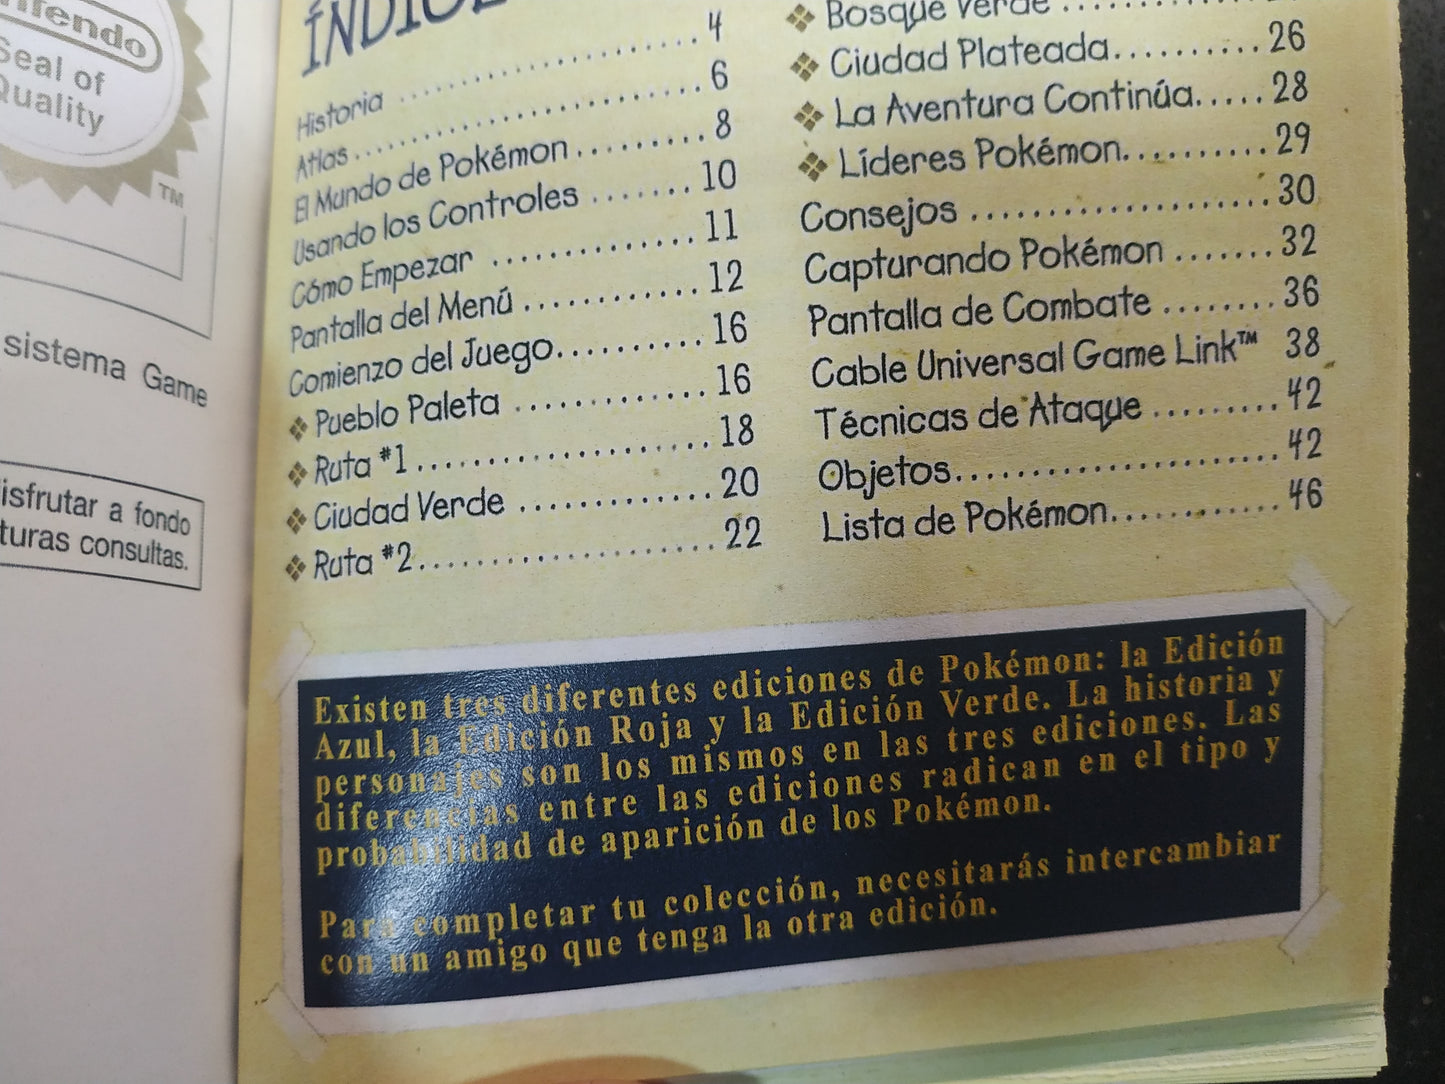 Nintendo
Seal of
Quality
TM
sistema Game
disfrutar a fondo
turas consultas.
ÍNDICE
Historia .......................... 4
Atlas .......................... 6
El Mundo de Pokémon ......... 8
Usando los Controles ....... 10
Cómo Empezar ............. 11
Pantalla del Menú ........... 12
Comienzo del Juego .......... 16
❖ Pueblo Paleta ............ 16
❖ Ruta #1 .................... 18
❖ Ciudad Verde ............ 20
❖ Ruta #2 .................... 22
❖ Bosque Verde
❖ Ciudad Plateada .......... 26
❖ La Aventura Continúa ..... 28
❖ Líderes Pokémon .......... 29
Consejos .................... 30
Capturando Pokémon ....... 32
Pantalla de Combate ........ 36
Cable Universal Game Link™ 38
Técnicas de Ataque ......... 42
Objetos ..................... 42
Lista de Pokémon ............ 46
Existen tres diferentes ediciones de Pokémon: la Edición
Azul, la Edición Roja y la Edición Verde. La historia y
personajes son los mismos en las tres ediciones. Las
diferencias entre las ediciones radican en el tipo y
probabilidad de aparición de los Pokémon.
Para completar tu colección, necesitarás intercambiar
con un amigo que tenga la otra edición.